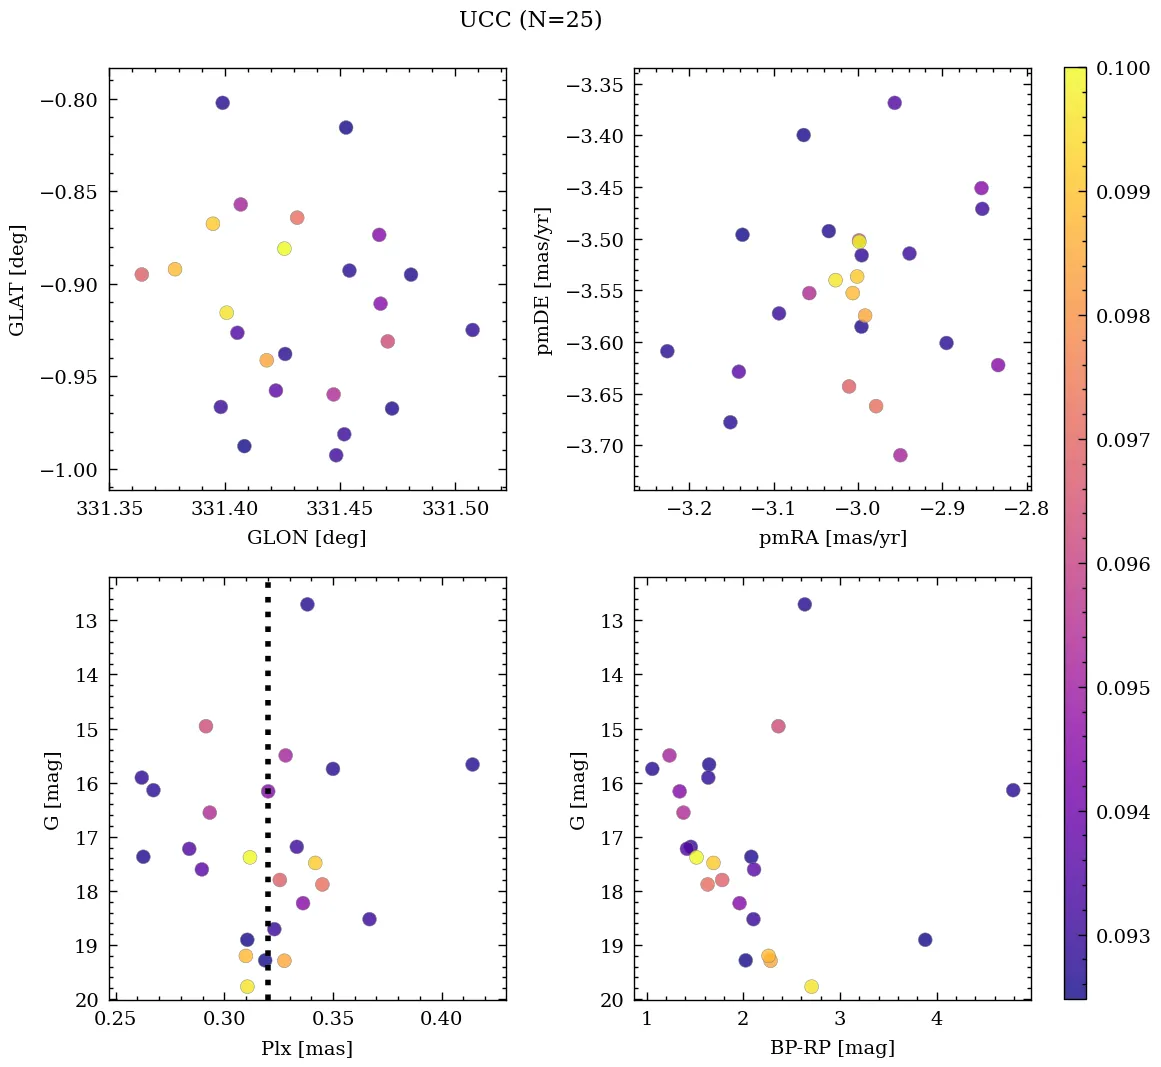 UCC (N=25)
−0.80
−0.85
−0.90
−0.95
−1.00
GLAT [deg]
331.35 331.40 331.45 331.50
GLON [deg]
−3.35
−3.40
−3.45
−3.50
−3.55
−3.60
−3.65
−3.70
pmDE [mas/yr]
−3.2 −3.1 −3.0 −2.9 −2.8
pmRA [mas/yr]
13
14
15
16
17
18
19
20
G [mag]
0.25 0.30 0.35 0.40
Plx [mas]
13
14
15
16
17
18
19
20
G [mag]
1 2 3 4
BP-RP [mag]
0.100
0.099
0.098
0.097
0.096
0.095
0.094
0.093